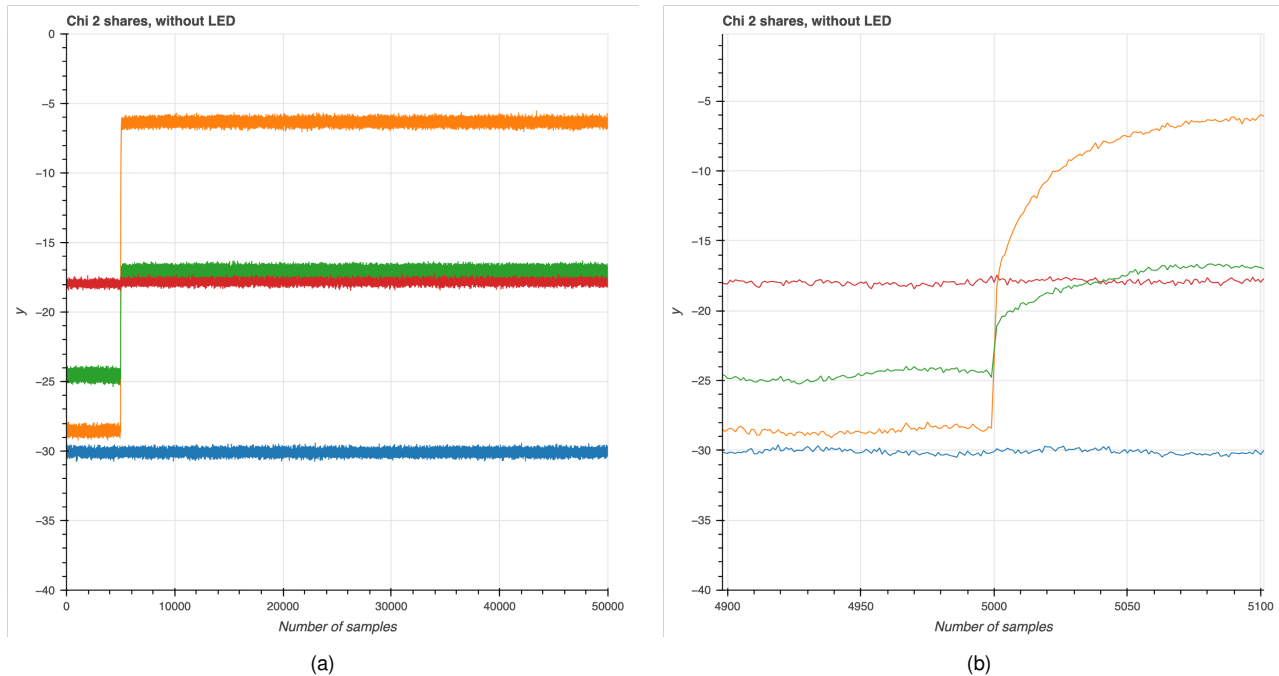 Chi 2 shares, without LED
0
−5
−10
−15
−20
−25
−30
−35
−40
y
0 10000 20000 30000 40000 50000
Number of samples
(a)
Chi 2 shares, without LED
−5
−10
−15
−20
−25
−30
−35
−40
y
4900 4950 5000 5050 5100
Number of samples
(b)